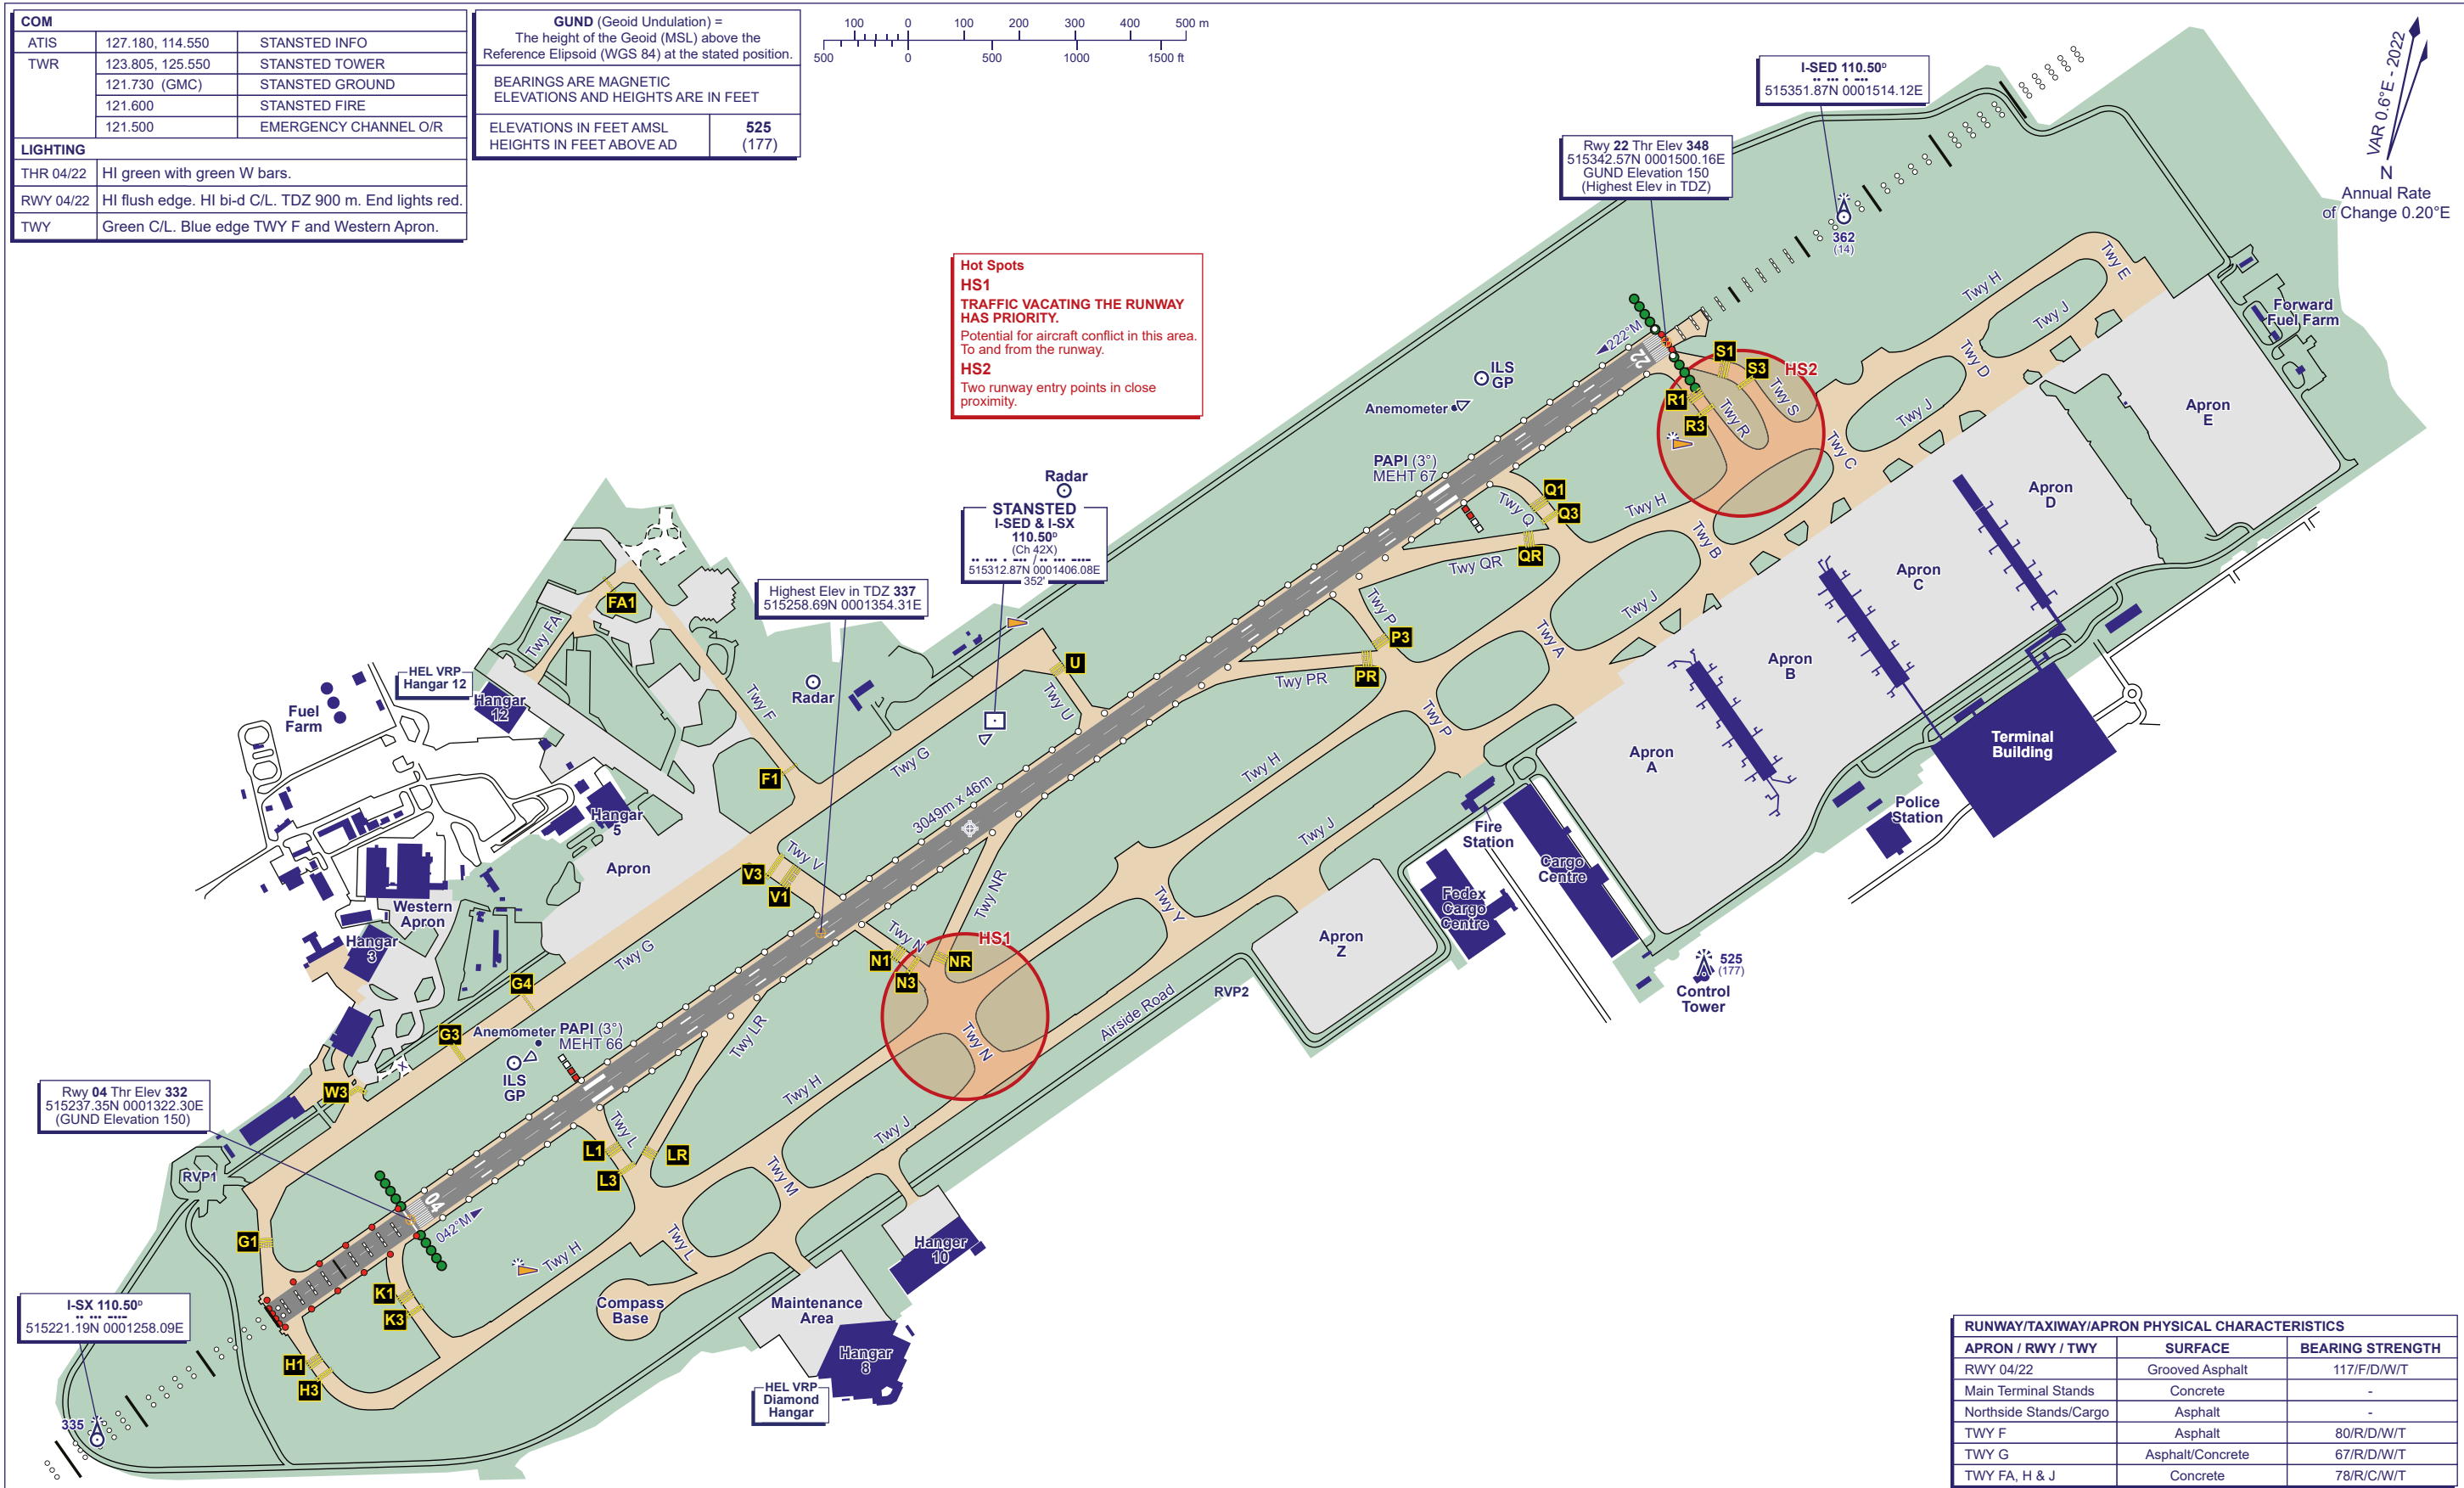 COM
ATIS 127.180, 114.550 STANSTED INFO
TWR 123.805, 125.550 STANSTED TOWER
121.730 (GMC) STANSTED GROUND
121.600 STANSTED FIRE
121.500 EMERGENCY CHANNEL O/R
LIGHTING
THR 04/22 HI green with green W bars.
RWY 04/22 HI flush edge. HI bi-d C/L. TDZ 900 m. End lights red.
TWY Green C/L. Blue edge TWY F and Western Apron.
GUND (Geoid Undulation) =
The height of the Geoid (MSL) above the
Reference Elipsoid (WGS 84) at the stated position.
BEARINGS ARE MAGNETIC
ELEVATIONS AND HEIGHTS ARE IN FEET
ELEVATIONS IN FEET AMSL 525
HEIGHTS IN FEET ABOVE AD (177)
100 0 100 200 300 400 500 m
500 0 500 1000 1500 ft
I-SED 110.50ᴰ
515351.87N 0001514.12E
VAR 0.6°E - 2022
N
Annual Rate
of Change 0.20°E
Rwy 22 Thr Elev 348
515342.57N 0001500.16E
GUND Elevation 150
(Highest Elev in TDZ)
362
(14)
Hot Spots
HS1
TRAFFIC VACATING THE RUNWAY
HAS PRIORITY.
Potential for aircraft conflict in this area.
To and from the runway.
HS2
Two runway entry points in close
proximity.
Twy E
Twy H
Twy J
Forward
Fuel Farm
222°M
22
S1
S3
HS2
Twy S
R1
R3
Twy R
Twy D
Twy J
Twy C
Apron
E
ILS
GP
Anemometer
PAPI (3°)
MEHT 67
Radar
STANSTED
I-SED & I-SX
110.50ᴰ
(Ch 42X)
515312.87N 0001406.08E
352'
Q1
Q3
Twy Q
QR
Twy QR
Twy H
Twy B
Apron
D
Apron
C
Highest Elev in TDZ 337
515258.69N 0001354.31E
FA1
Twy FA
HEL VRP
Hangar 12
Hangar
12
Fuel
Farm
Twy F
Radar
U
Twy U
Twy P
P3
PR
Twy PR
Twy A
Twy J
Apron
B
Twy P
Apron
A
Terminal
Building
Police
Station
F1
Twy G
3049m x 46m
Twy H
Twy J
Fire
Station
Cargo
Centre
Fedex
Cargo
Centre
Hangar
5
Apron
V3
V1
Twy V
Twy NR
Twy Y
Western
Apron
Hangar
3
Twy N
HS1
N1
N3
NR
Twy N
Apron
Z
RVP2
Airside Road
525
(177)
Control
Tower
Twy G
G4
G3
Anemometer
PAPI (3°)
MEHT 66
ILS
GP
Twy LR
Twy H
Twy J
W3
X
Rwy 04 Thr Elev 332
515237.35N 0001322.30E
(GUND Elevation 150)
RVP1
L1
L3
LR
Twy L
Twy M
04
042°M
G1
Twy H
Twy L
Hanger
10
K1
K3
Compass
Base
Maintenance
Area
Hangar
8
HEL VRP
Diamond
Hangar
H1
H3
I-SX 110.50ᴰ
515221.19N 0001258.09E
335
RUNWAY/TAXIWAY/APRON PHYSICAL CHARACTERISTICS
APRON / RWY / TWY SURFACE BEARING STRENGTH
RWY 04/22 Grooved Asphalt 117/F/D/W/T
Main Terminal Stands Concrete -
Northside Stands/Cargo Asphalt -
TWY F Asphalt 80/R/D/W/T
TWY G Asphalt/Concrete 67/R/D/W/T
TWY FA, H & J Concrete 78/R/C/W/T